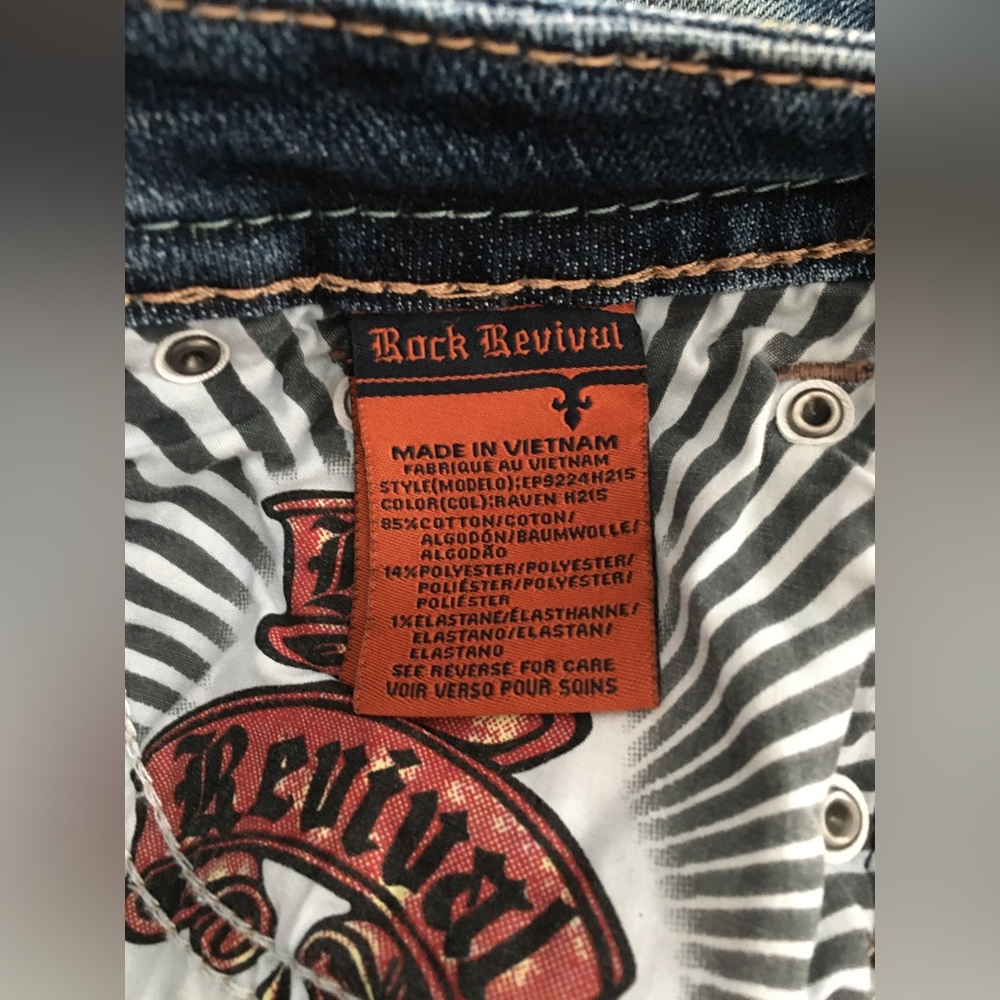 Rock Revival
MADE IN VIETNAM
FABRIQUE AU VIETNAM
STYLE(MODELO);EP9224H215
COLOR(COL);RAVEN H215
85%COTTON/COTON/
ALGODÓN/BAUMWOLLE/
ALGODÃO
14%POLYESTER/POLYESTER/
POLIÉSTER/POLYESTER/
POLIÉSTER
1%ELASTANE/ÉLASTHANNE/
ELASTANO/ELASTAN/
ELASTANO
SEE REVERSE FOR CARE
VOIR VERSO POUR SOINS
Revival